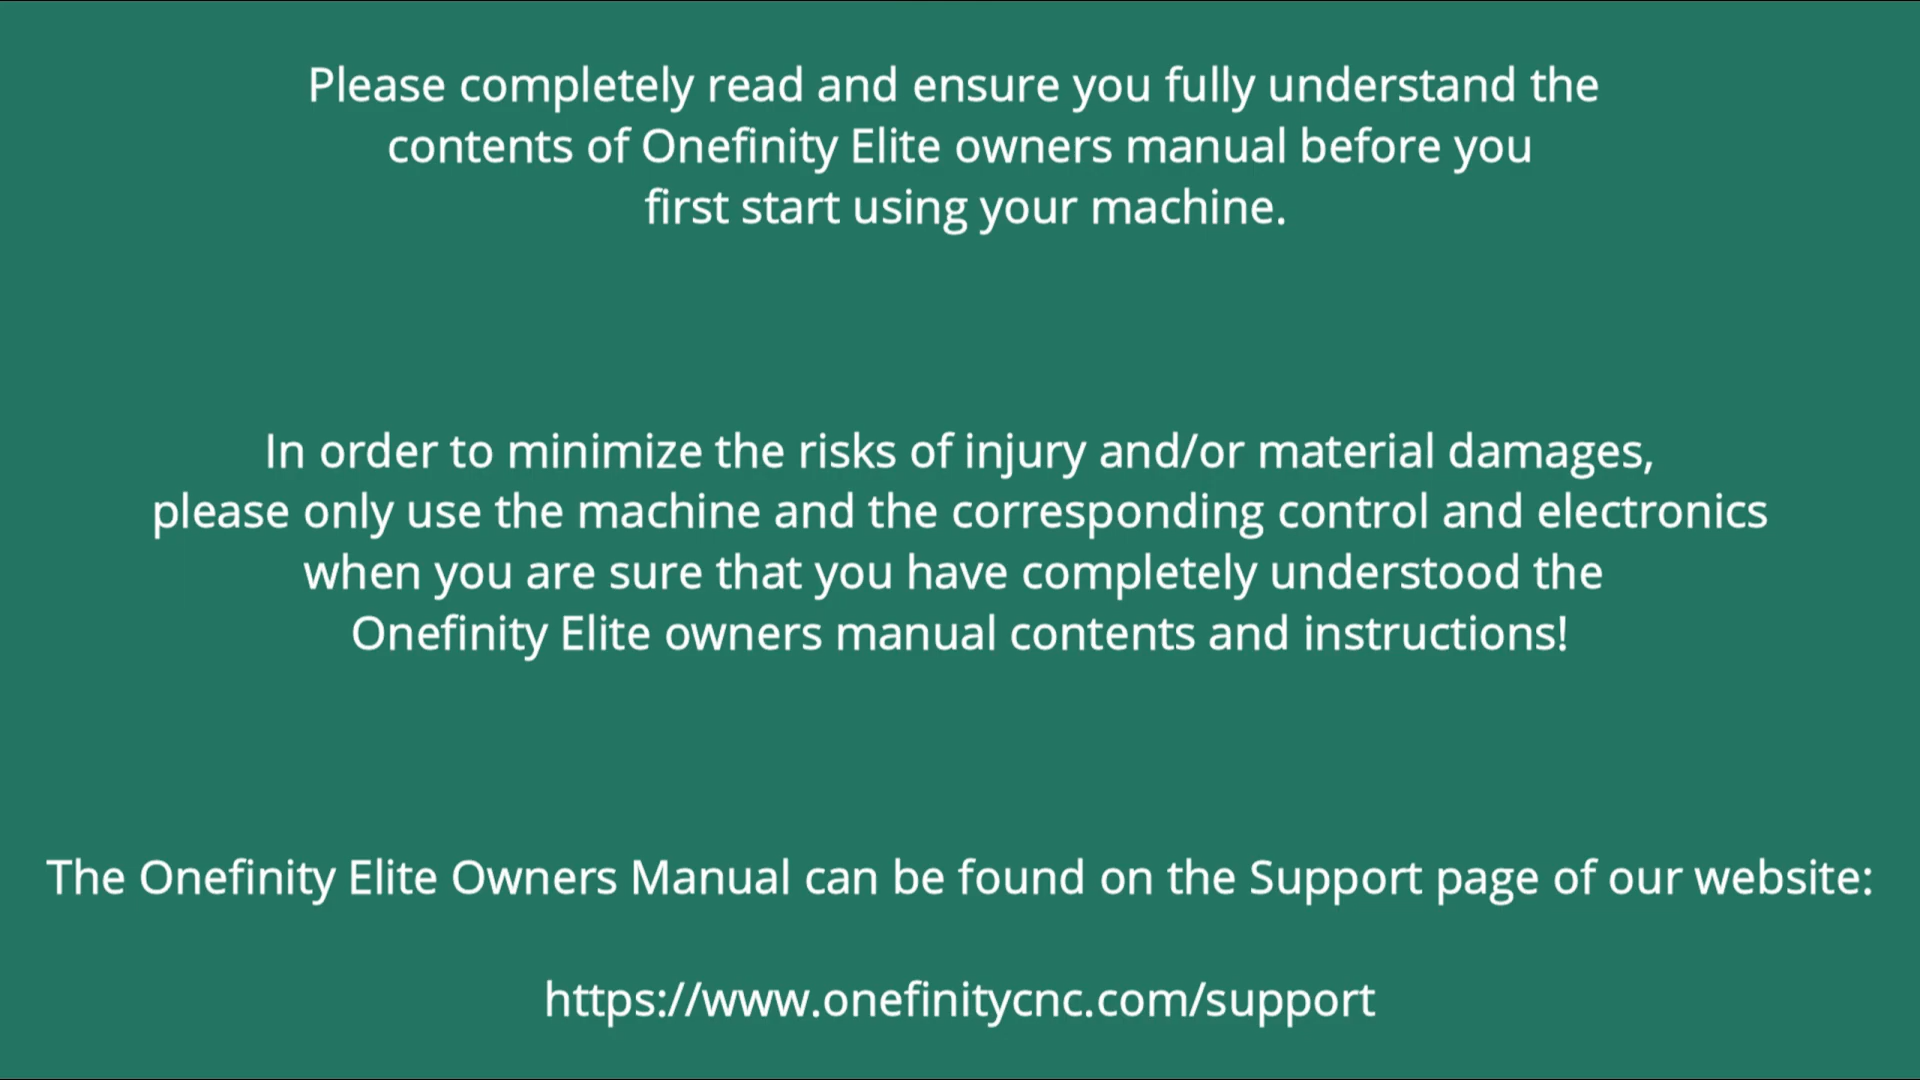 Please completely read and ensure you fully understand the
contents of Onefinity Elite owners manual before you
first start using your machine.
In order to minimize the risks of injury and/or material damages,
please only use the machine and the corresponding control and electronics
when you are sure that you have completely understood the
Onefinity Elite owners manual contents and instructions!
The Onefinity Elite Owners Manual can be found on the Support page of our website:
https://www.onefinitycnc.com/support